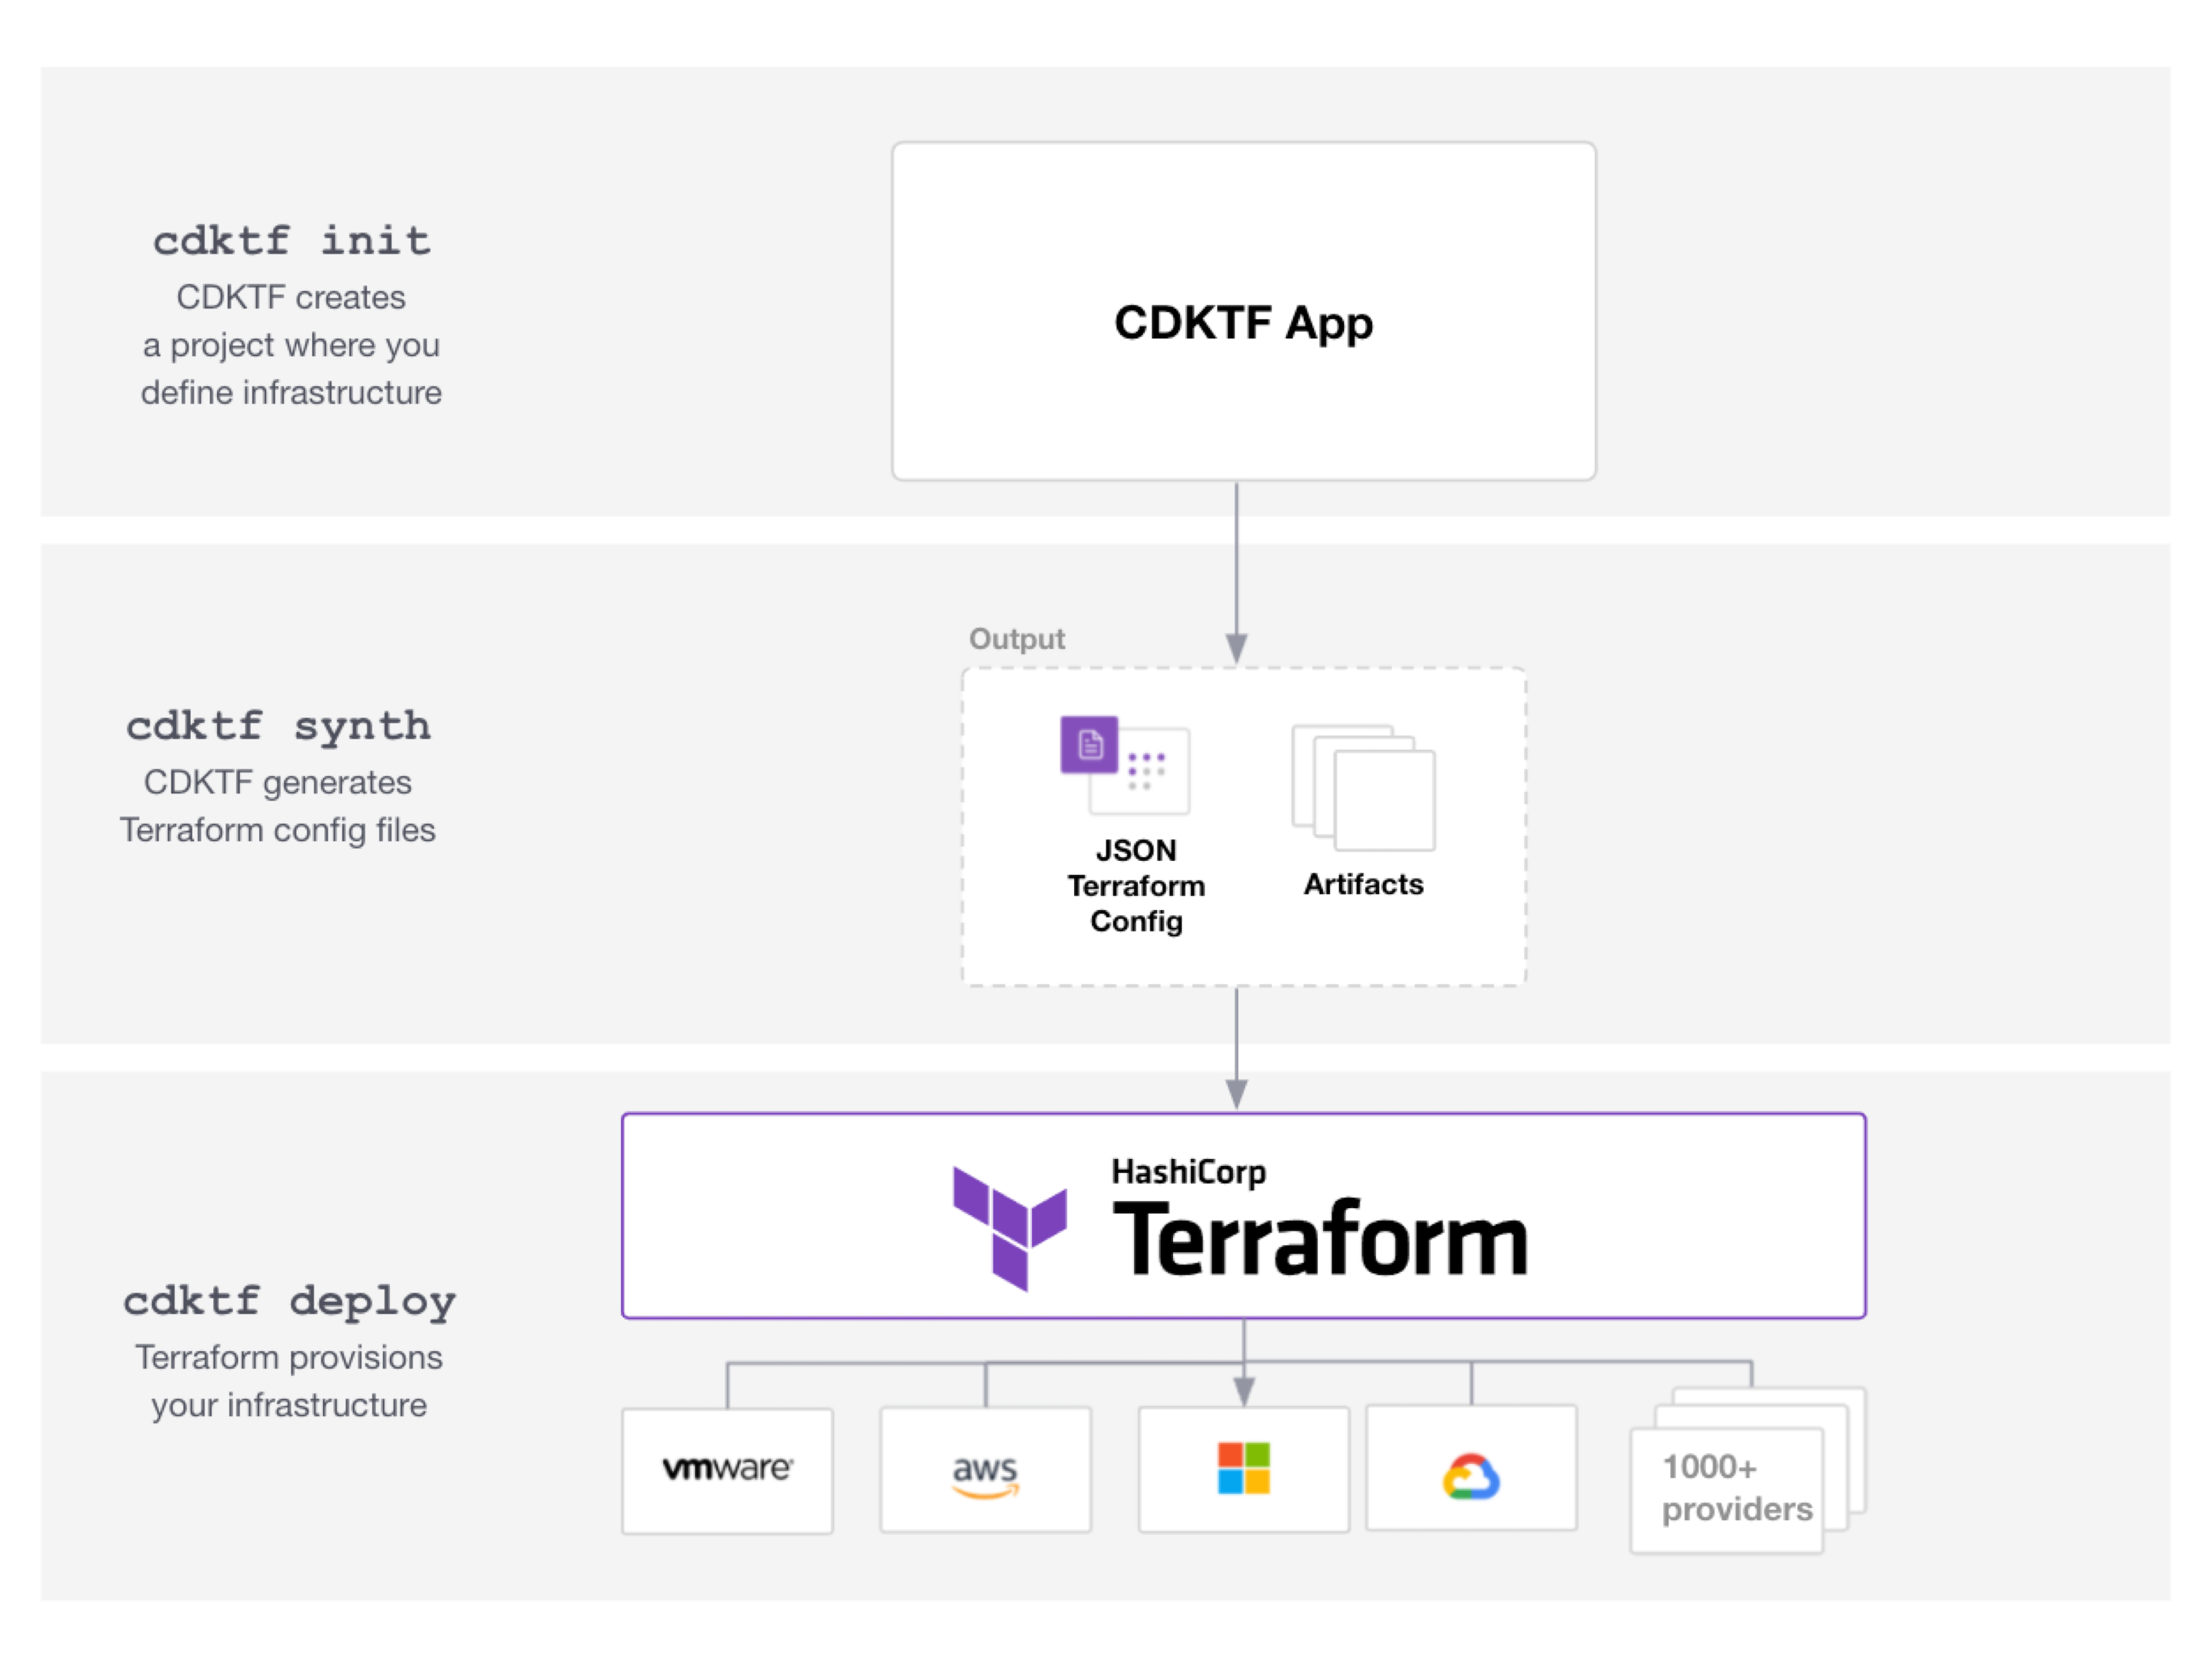 cdktf init
CDKTF creates
a project where you
define infrastructure
CDKTF App
cdktf synth
CDKTF generates
Terraform config files
Output
JSON
Terraform
Config
Artifacts
cdktf deploy
Terraform provisions
your infrastructure
HashiCorp
Terraform
vmware
aws
1000+
providers